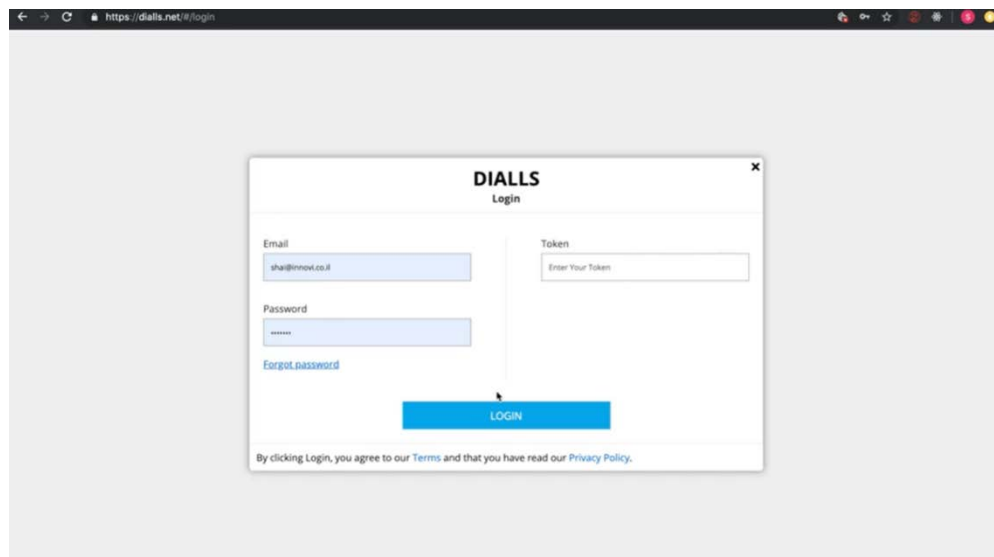 https://dialls.net/#/login
DIALLS
Login
Email
shai@innovi.co.il
Password
•••••••
Forgot password
Token
Enter Your Token
LOGIN
By clicking Login, you agree to our Terms and that you have read our Privacy Policy.